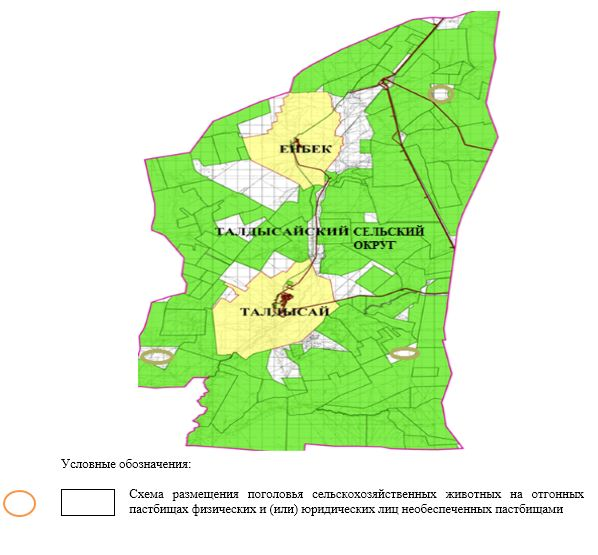 ЕНБЕК
ТАЛДЫСАЙСКИЙ СЕЛЬСКИЙ
ОКРУГ
ТАЛДЫСАЙ
Условные обозначения:
Схема размещения поголовья сельскохозяйственных животных на отгонных
пастбищах физических и (или) юридических лиц необеспеченных пастбищами